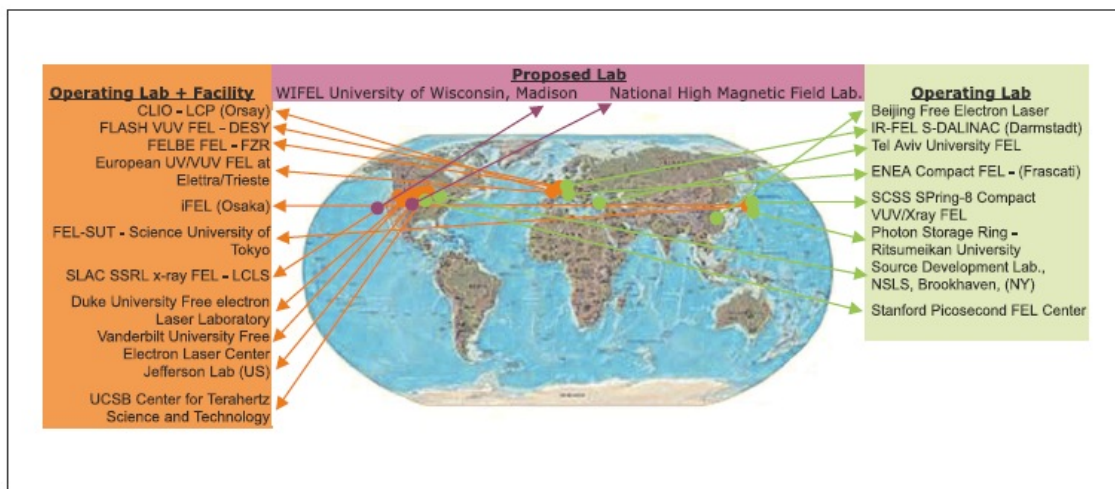 Proposed Lab
WIFEL University of Wisconsin, Madison
National High Magnetic Field Lab.
Operating Lab + Facility
CLIO – LCP (Orsay)
FLASH VUV FEL – DESY
FELBE FEL – FZR
European UV/VUV FEL at
Elettra/Trieste
iFEL (Osaka)
FEL-SUT – Science University of
Tokyo
SLAC SSRL x-ray FEL – LCLS
Duke University Free electron
Laser Laboratory
Vanderbilt University Free
Electron Laser Center
Jefferson Lab (US)
UCSB Center for Terahertz
Science and Technology
Operating Lab
Beijing Free Electron Laser
IR-FEL S-DALINAC (Darmstadt)
Tel Aviv University FEL
ENEA Compact FEL – (Frascati)
SCSS SPring-8 Compact
VUV/Xray FEL
Photon Storage Ring –
Ritsumeikan University
Source Development Lab.,
NSLS, Brookhaven, (NY)
Stanford Picosecond FEL Center